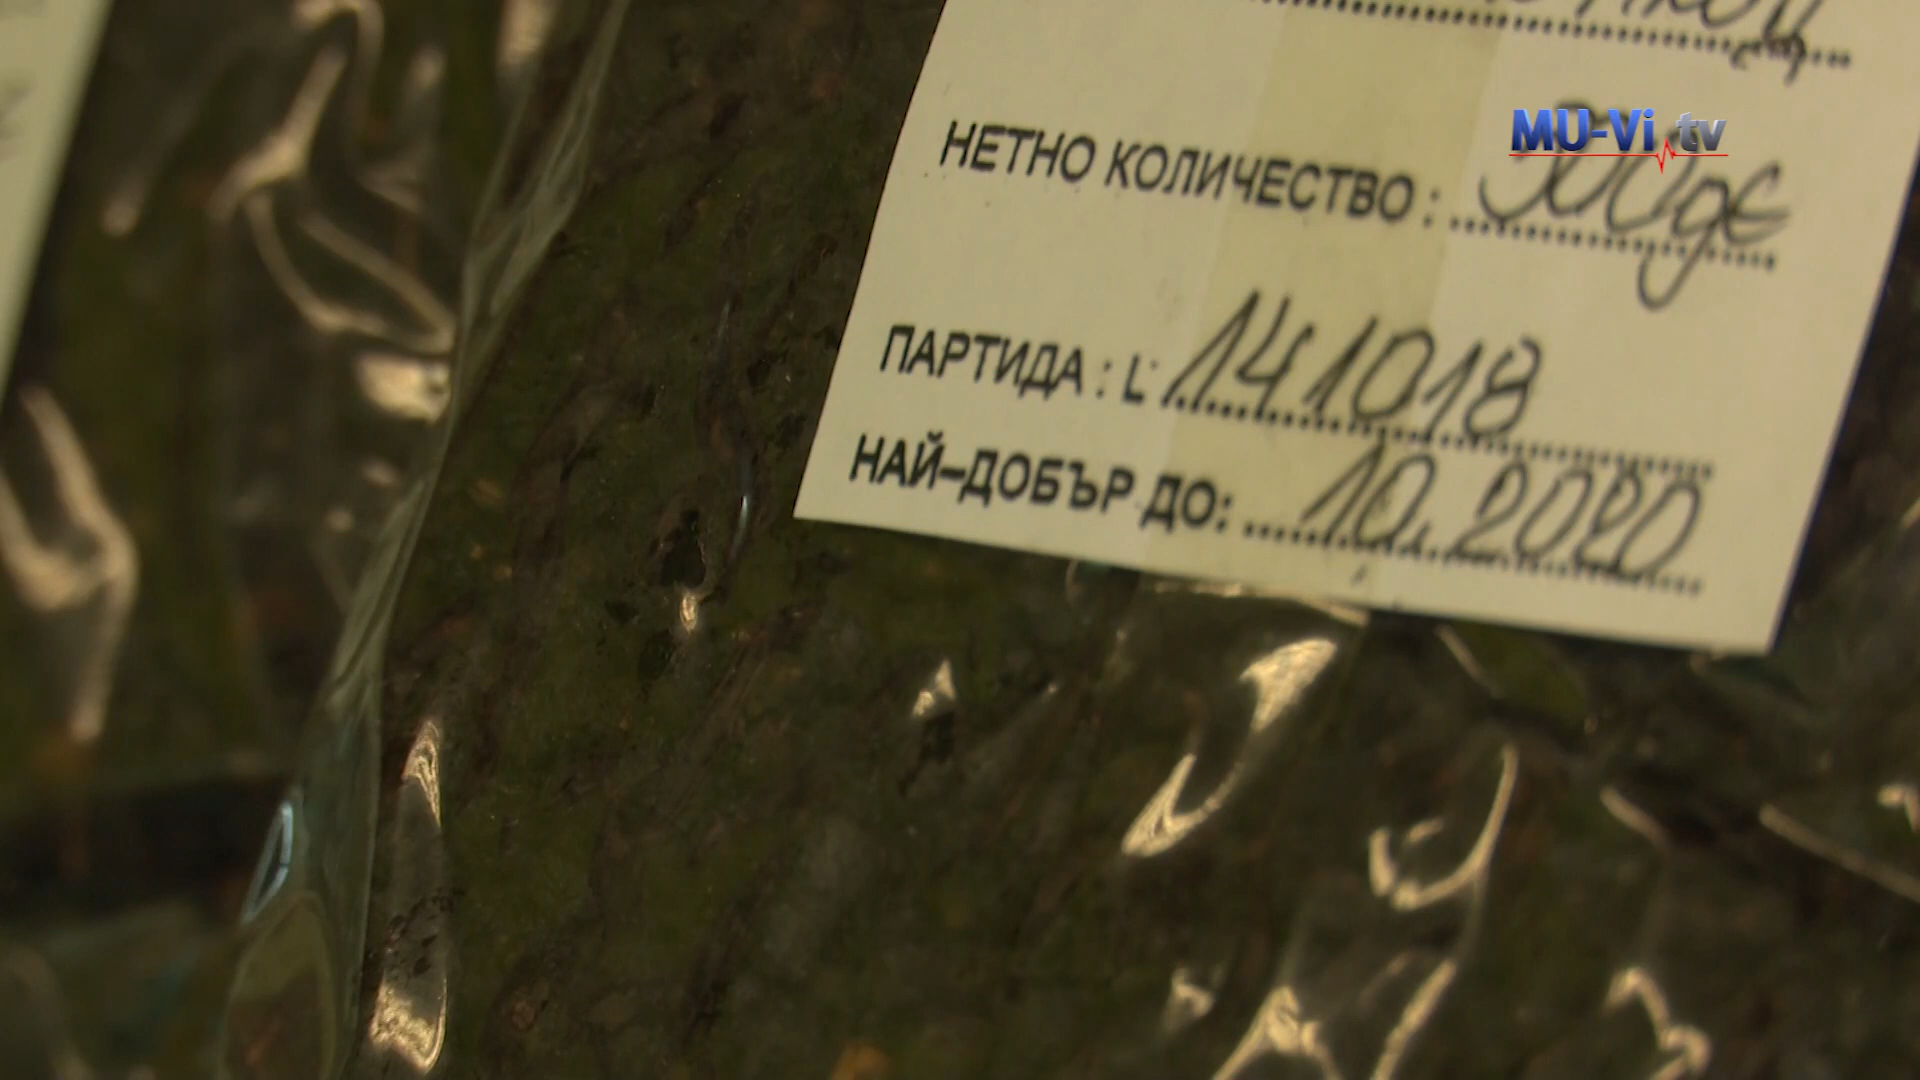 MU-Vi.tv
НЕТНО КОЛИЧЕСТВО :
ПАРТИДА : L 141018
НАЙ–ДОБЪР ДО: 10. 2020